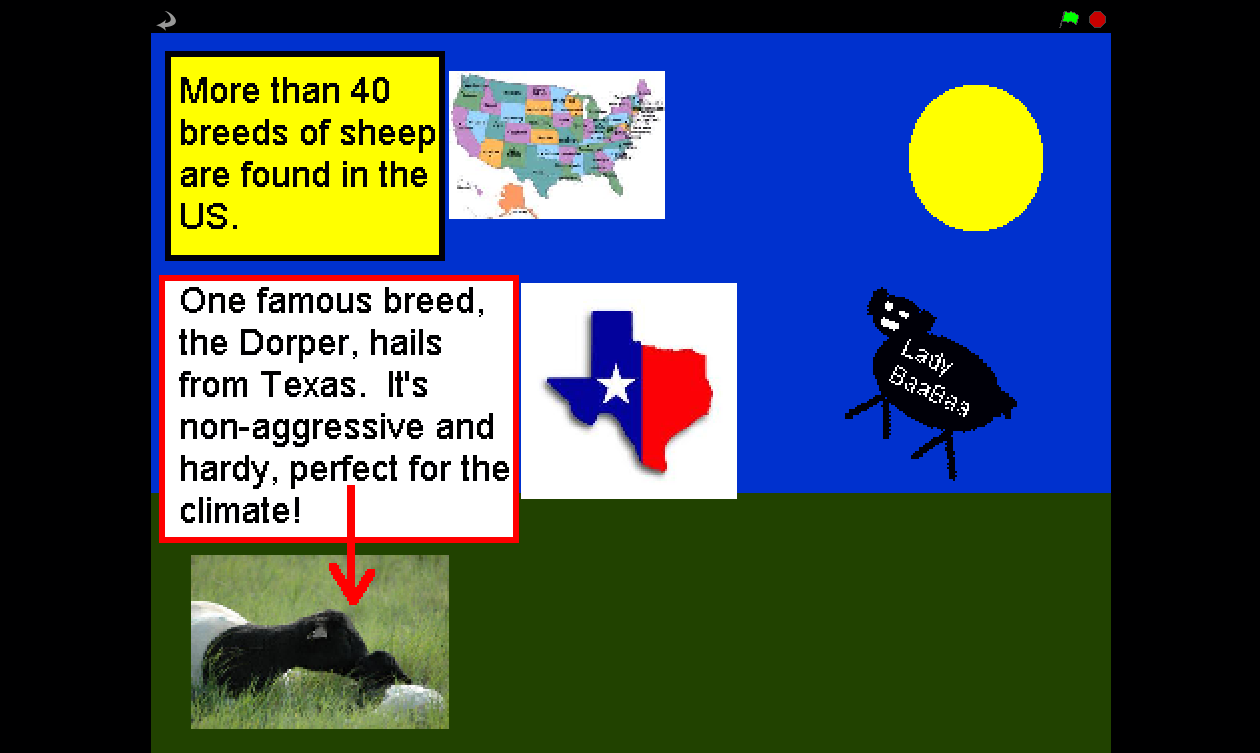 More than 40
breeds of sheep
are found in the
US.
One famous breed,
the Dorper, hails
from Texas.  It's
non-aggressive and
hardy, perfect for the
climate!
Lady
BaaBaa